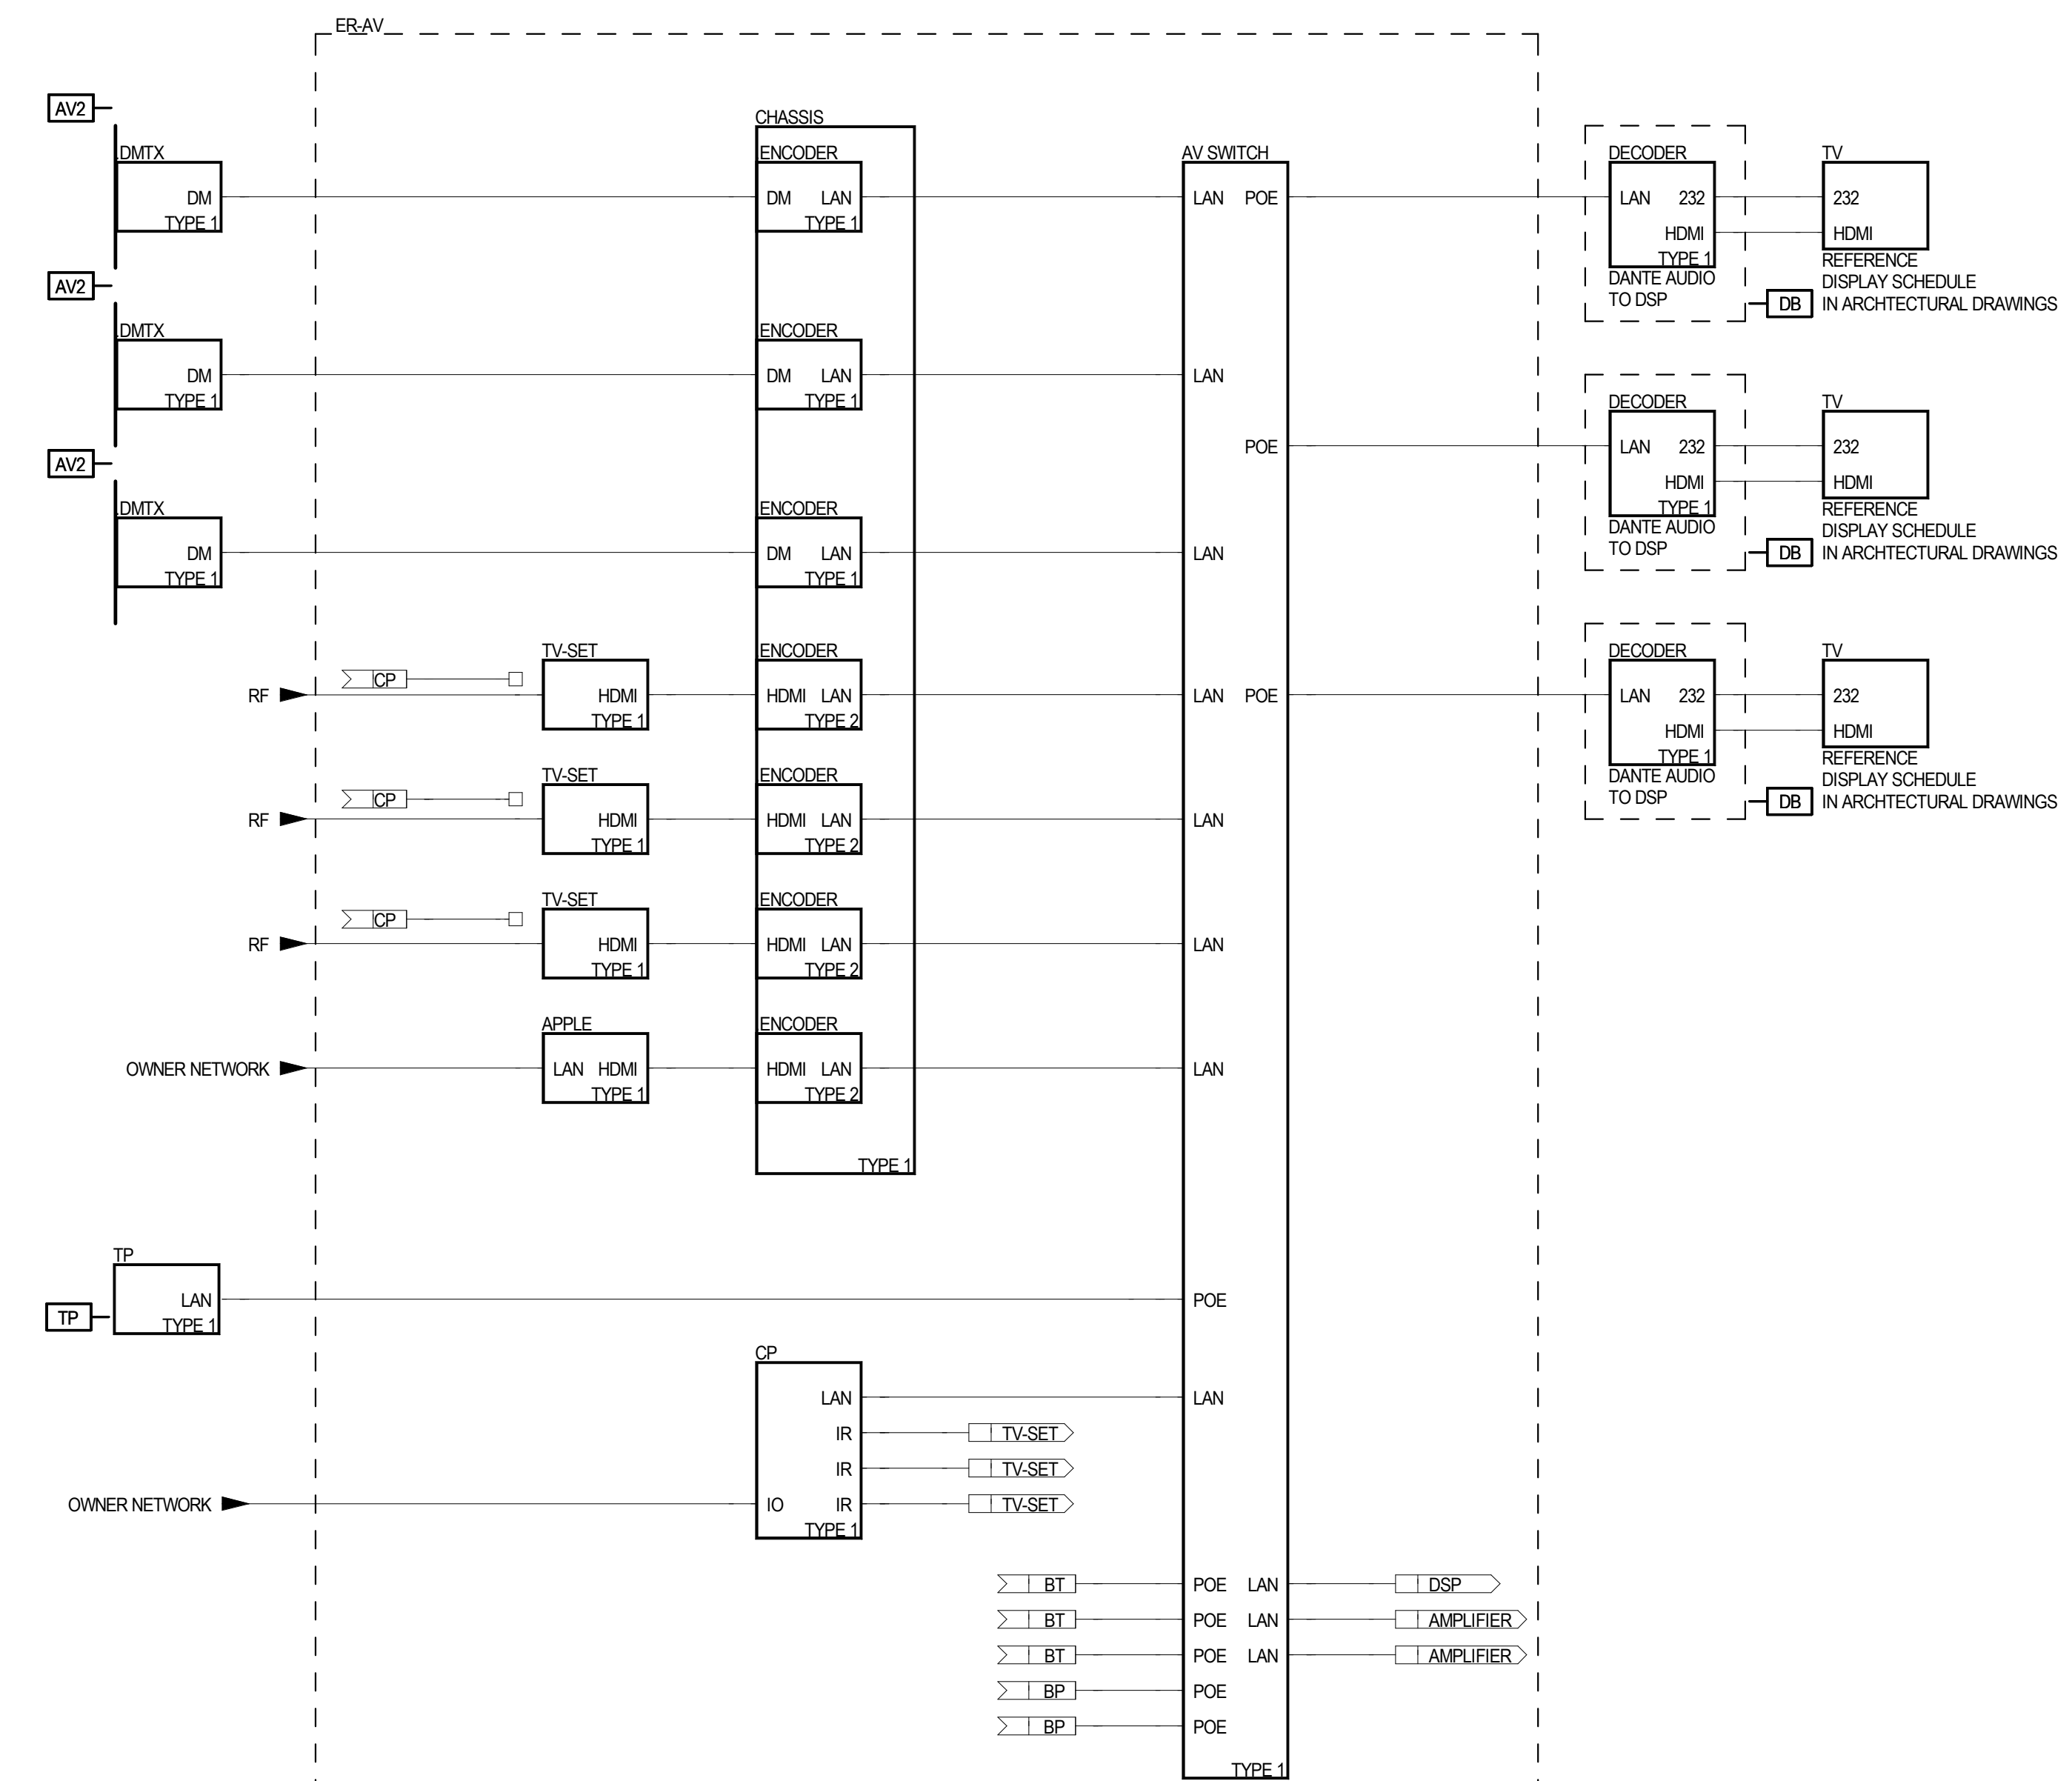 ER-AV
AV2
DMTX
DM
TYPE 1
AV2
DMTX
DM
TYPE 1
AV2
DMTX
DM
TYPE 1
CHASSIS
ENCODER
DM LAN
TYPE 1
ENCODER
DM LAN
TYPE 1
ENCODER
DM LAN
TYPE 1
RF
CP
TV-SET
HDMI
TYPE 1
ENCODER
HDMI LAN
TYPE 2
RF
CP
TV-SET
HDMI
TYPE 1
ENCODER
HDMI LAN
TYPE 2
RF
CP
TV-SET
HDMI
TYPE 1
ENCODER
HDMI LAN
TYPE 2
OWNER NETWORK
APPLE
LAN HDMI
TYPE 1
ENCODER
HDMI LAN
TYPE 2
TYPE 1
TP
TP
LAN
TYPE 1
OWNER NETWORK
CP
LAN
IR
IR
IO IR
TYPE 1
TV-SET
TV-SET
TV-SET
BT
BT
BT
BP
BP
AV SWITCH
LAN POE
LAN
POE
LAN
LAN POE
LAN
LAN
LAN
POE
LAN
POE LAN
POE LAN
POE LAN
POE
POE
TYPE 1
DSP
AMPLIFIER
AMPLIFIER
DECODER
LAN 232
HDMI
TYPE 1
DANTE AUDIO
TO DSP
DB
TV
232
HDMI
REFERENCE
DISPLAY SCHEDULE
IN ARCHTECTURAL DRAWINGS
DECODER
LAN 232
HDMI
TYPE 1
DANTE AUDIO
TO DSP
DB
TV
232
HDMI
REFERENCE
DISPLAY SCHEDULE
IN ARCHTECTURAL DRAWINGS
DECODER
LAN 232
HDMI
TYPE 1
DANTE AUDIO
TO DSP
DB
TV
232
HDMI
REFERENCE
DISPLAY SCHEDULE
IN ARCHTECTURAL DRAWINGS